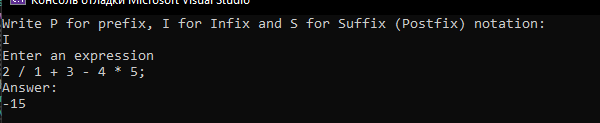 Консоль отладки Microsoft Visual Studio
Write P for prefix, I for Infix and S for Suffix (Postfix) notation:
I
Enter an expression
2 / 1 + 3 - 4 * 5;
Answer:
-15